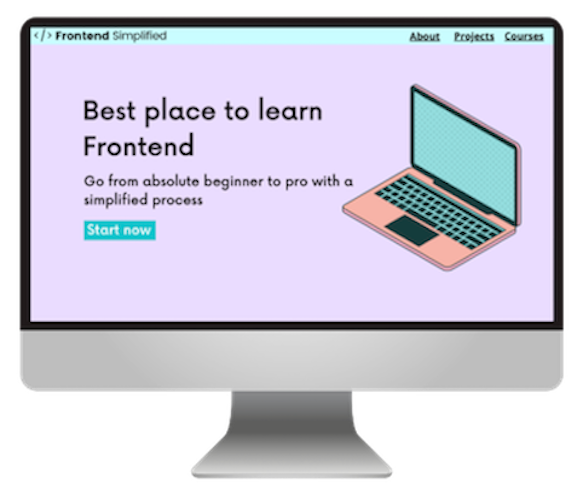 </> Frontend Simplified
About Projects Courses
Best place to learn
Frontend
Go from absolute beginner to pro with a
simplified process
Start now